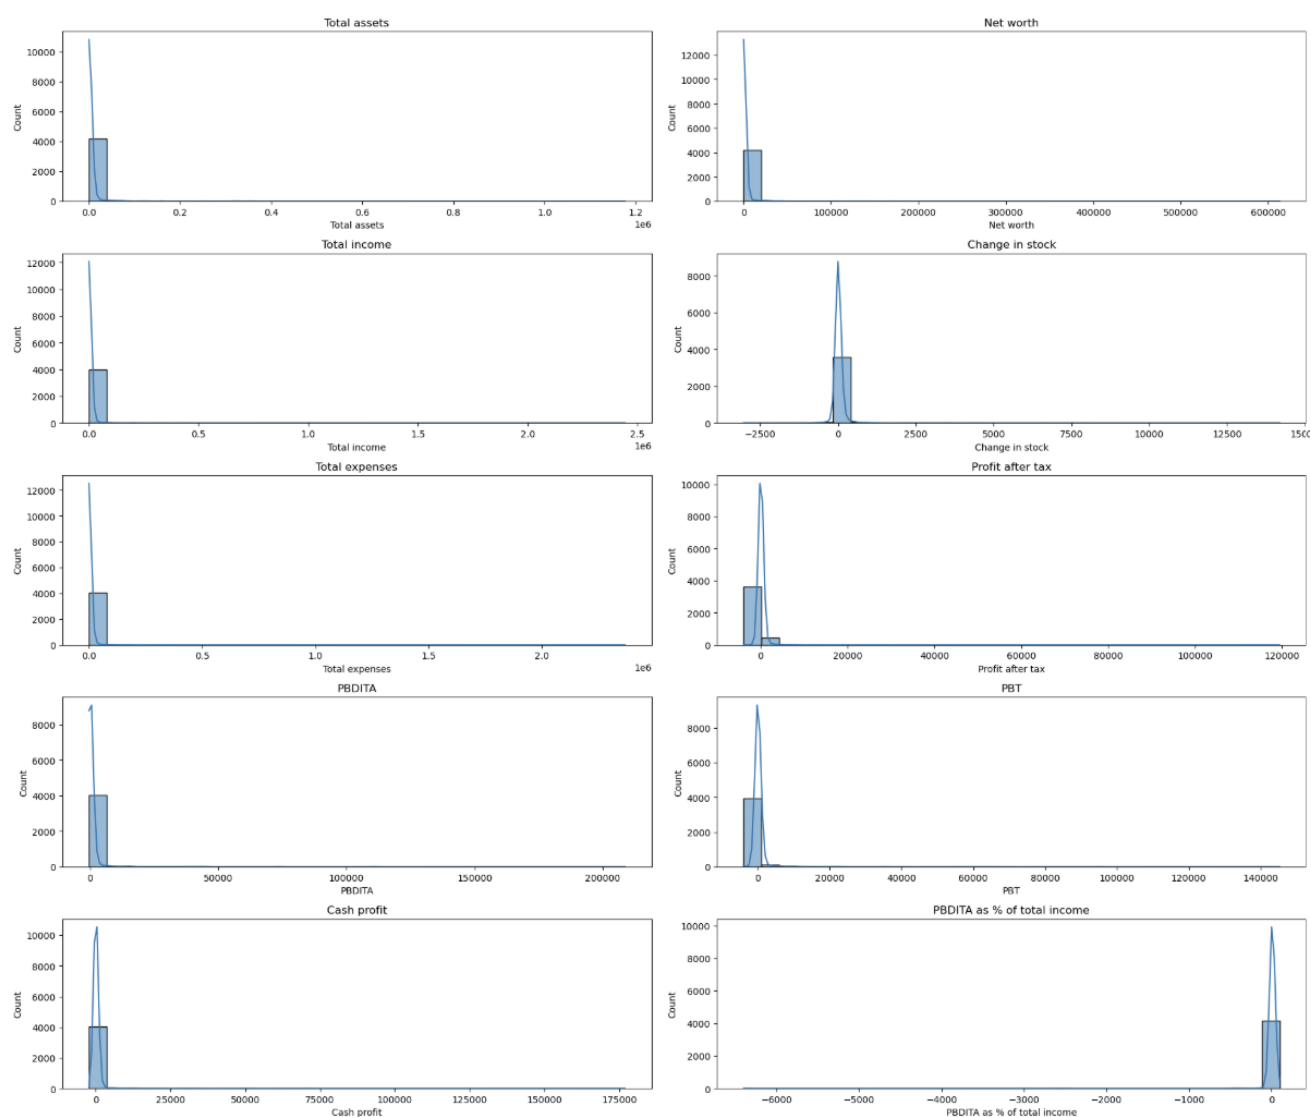 Total assets
10000
8000
6000
4000
2000
0
Count
0.0 0.2 0.4 0.6 0.8 1.0 1.2
1e6
Total assets
Net worth
12000
10000
8000
6000
4000
2000
0
Count
0 100000 200000 300000 400000 500000 600000
Net worth
Total income
12000
10000
8000
6000
4000
2000
0
Count
0.0 0.5 1.0 1.5 2.0 2.5
1e6
Total income
Change in stock
8000
6000
4000
2000
0
Count
−2500 0 2500 5000 7500 10000 12500 1500
Change in stock
Total expenses
12000
10000
8000
6000
4000
2000
0
Count
0.0 0.5 1.0 1.5 2.0
1e6
Total expenses
Profit after tax
10000
8000
6000
4000
2000
0
Count
0 20000 40000 60000 80000 100000 120000
Profit after tax
PBDITA
8000
6000
4000
2000
0
Count
0 50000 100000 150000 200000
PBDITA
PBT
8000
6000
4000
2000
0
Count
0 20000 40000 60000 80000 100000 120000 140000
PBT
Cash profit
10000
8000
6000
4000
2000
0
Count
0 25000 50000 75000 100000 125000 150000 175000
Cash profit
PBDITA as % of total income
10000
8000
6000
4000
2000
0
Count
−6000 −5000 −4000 −3000 −2000 −1000 0
PBDITA as % of total income